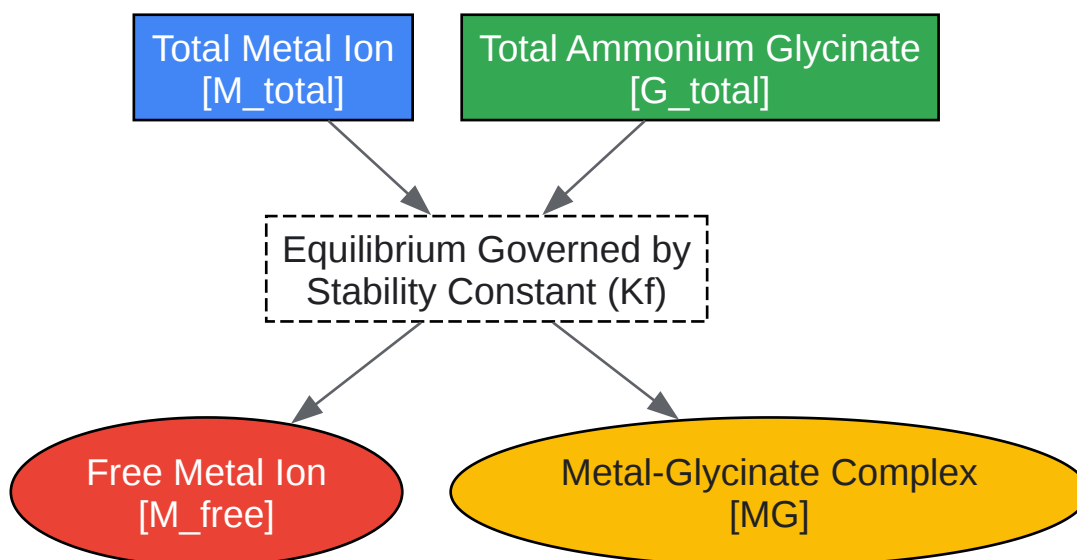 Total Metal Ion
[M_total]
Total Ammonium Glycinate
[G_total]
Equilibrium Governed by
Stability Constant (Kf)
Free Metal Ion
[M_free]
Metal-Glycinate Complex
[MG]